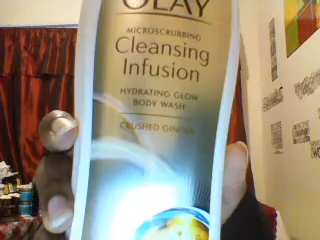 OLAY
MICROSCRUBBING
Cleansing
Infusion
HYDRATING GLOW
BODY WASH
CRUSHED GINGER